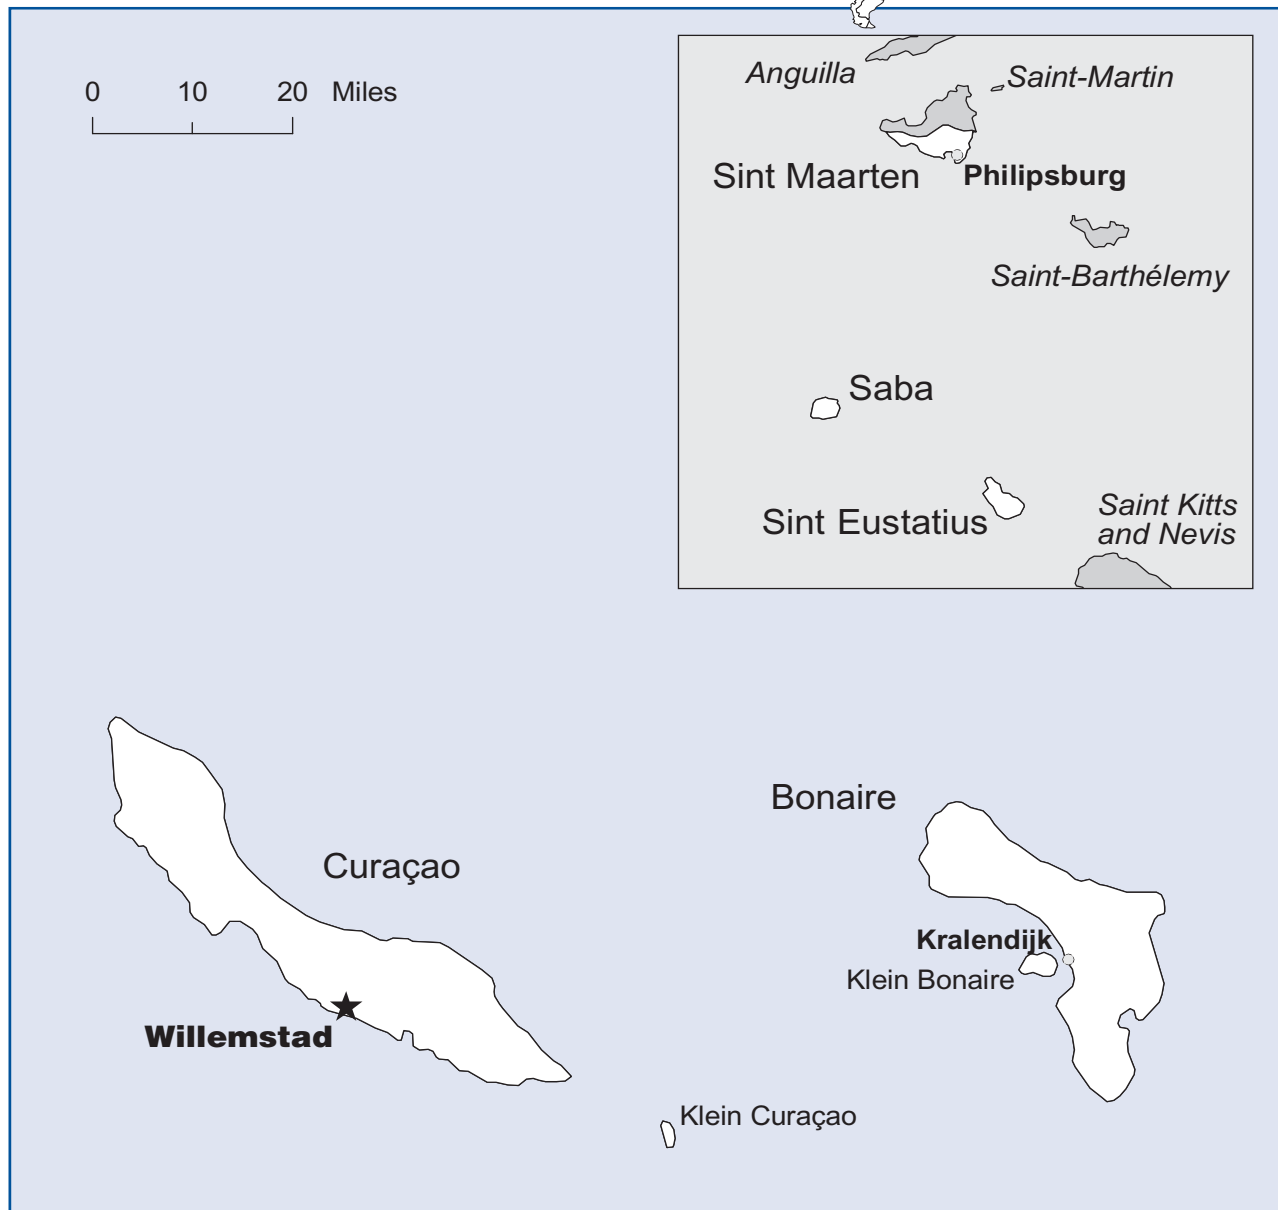 0 10 20 Miles
Anguilla
Saint-Martin
Sint Maarten
Philipsburg
Saint-Barthélemy
Saba
Sint Eustatius
Saint Kitts
and Nevis
Bonaire
Curaçao
Kralendijk
Klein Bonaire
Willemstad
Klein Curaçao